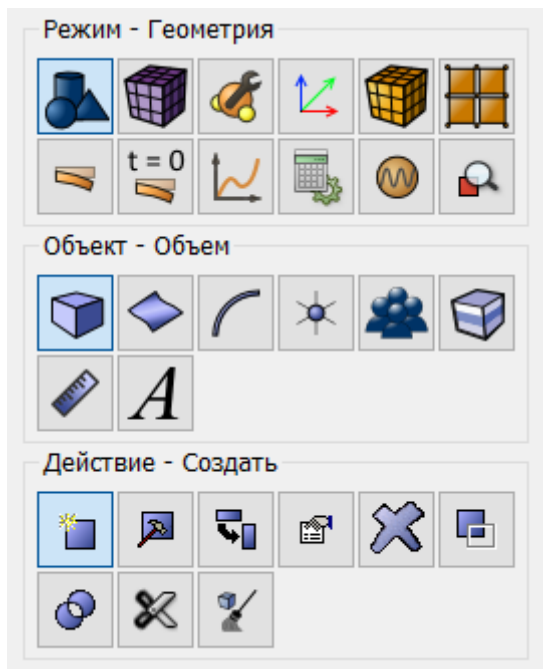 Режим - Геометрия
t = 0
Объект - Объем
A
Действие - Создать